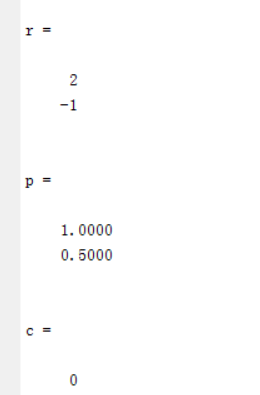 r =
2
-1
p =
1.0000
0.5000
c =
0